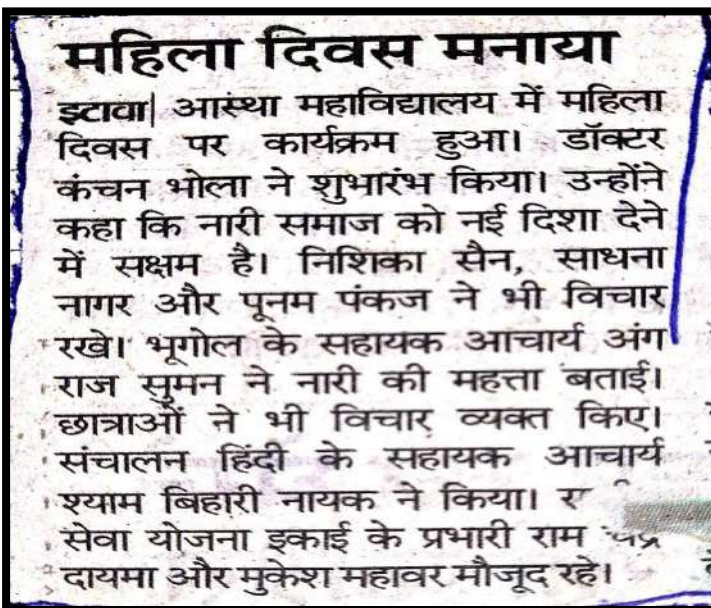 महिला दिवस मनाया
इटावा| आस्था महाविद्यालय में महिला
दिवस पर कार्यक्रम हुआ। डॉक्टर
कंचन भोला ने शुभारंभ किया। उन्होंने
कहा कि नारी समाज को नई दिशा देने
में सक्षम है। निशिका सैन, साधना
नागर और पूनम पंकज ने भी विचार
रखे। भूगोल के सहायक आचार्य अंग
राज सुमन ने नारी की महत्ता बताई।
छात्राओं ने भी विचार व्यक्त किए।
संचालन हिंदी के सहायक आचार्य
श्याम बिहारी नायक ने किया।
सेवा योजना इकाई के प्रभारी राम
दायमा और मुकेश महावर मौजूद रहे।